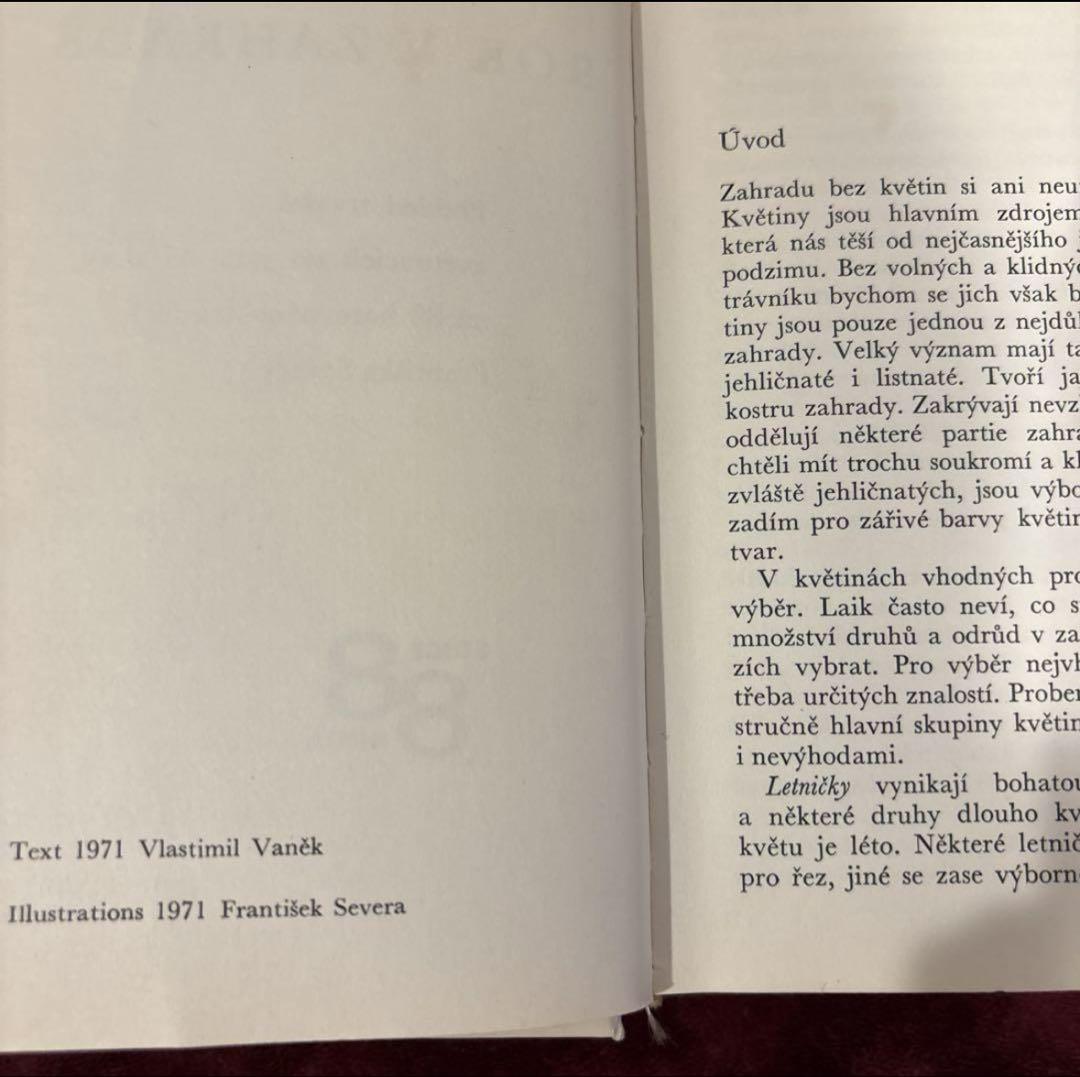 Text 1971 Vlastimil Vaněk
Illustrations 1971 František Severa
Úvod
Zahradu bez květin si ani neu
Květiny jsou hlavním zdrojem
která nás těší od nejčasnějšího j
podzimu. Bez volných a klidnýc
trávníku bychom se jich však b
tiny jsou pouze jednou z nejdůl
zahrady. Velký význam mají ta
jehličnaté i listnaté. Tvoří ja
kostru zahrady. Zakrývají nevz
oddělují některé partie zahra
chtěli mít trochu soukromí a kl
zvláště jehličnatých, jsou výbo
zadím pro zářivé barvy květin
tvar.
V květinách vhodných pro
výběr. Laik často neví, co s
množství druhů a odrůd v za
zích vybrat. Pro výběr nejvh
třeba určitých znalostí. Prober
stručně hlavní skupiny květin
i nevýhodami.
Letničky vynikají bohatou
a některé druhy dlouho kv
květu je léto. Některé letnič
pro řez, jiné se zase výborn